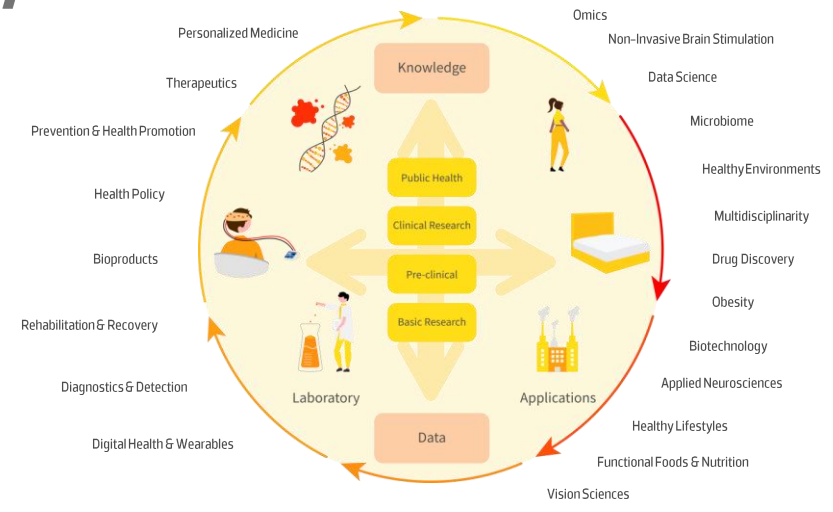 Omics
Personalized Medicine
Non-Invasive Brain Stimulation
Knowledge
Data Science
Therapeutics
Microbiome
Prevention & Health Promotion
Healthy Environments
Public Health
Health Policy
Multidisciplinarity
Clinical Research
Bioproducts
Drug Discovery
Pre-clinical
Obesity
Basic Research
Rehabilitation & Recovery
Biotechnology
Diagnostics & Detection
Applied Neurosciences
Laboratory
Applications
Healthy Lifestyles
Data
Digital Health & Wearables
Functional Foods & Nutrition
Vision Sciences